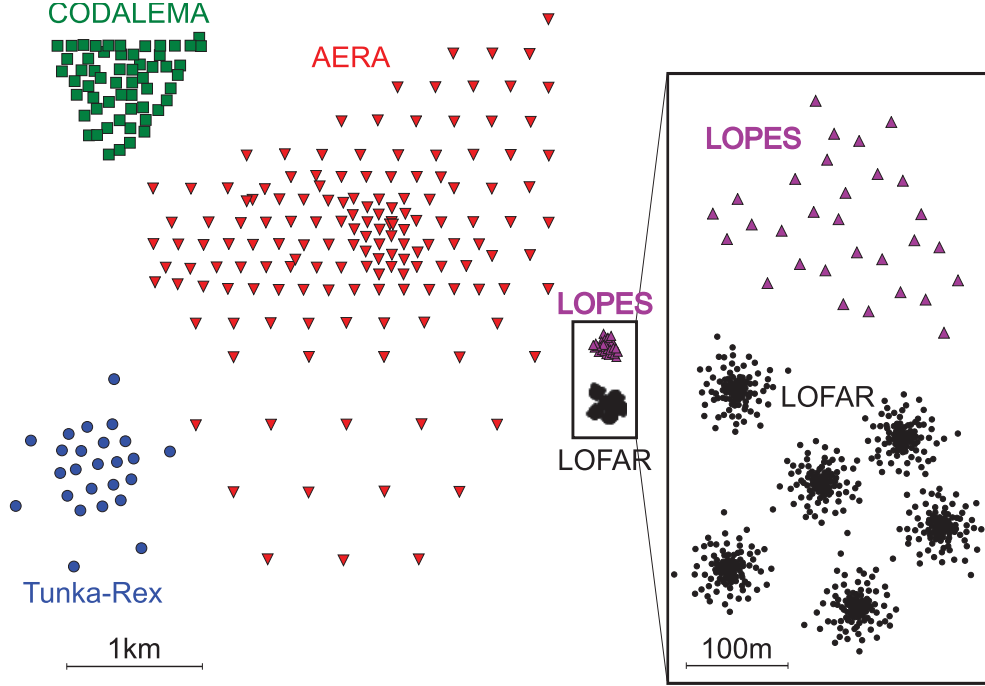 CODALEMA
AERA
LOPES
LOPES
LOFAR
LOFAR
Tunka-Rex
1km
100m